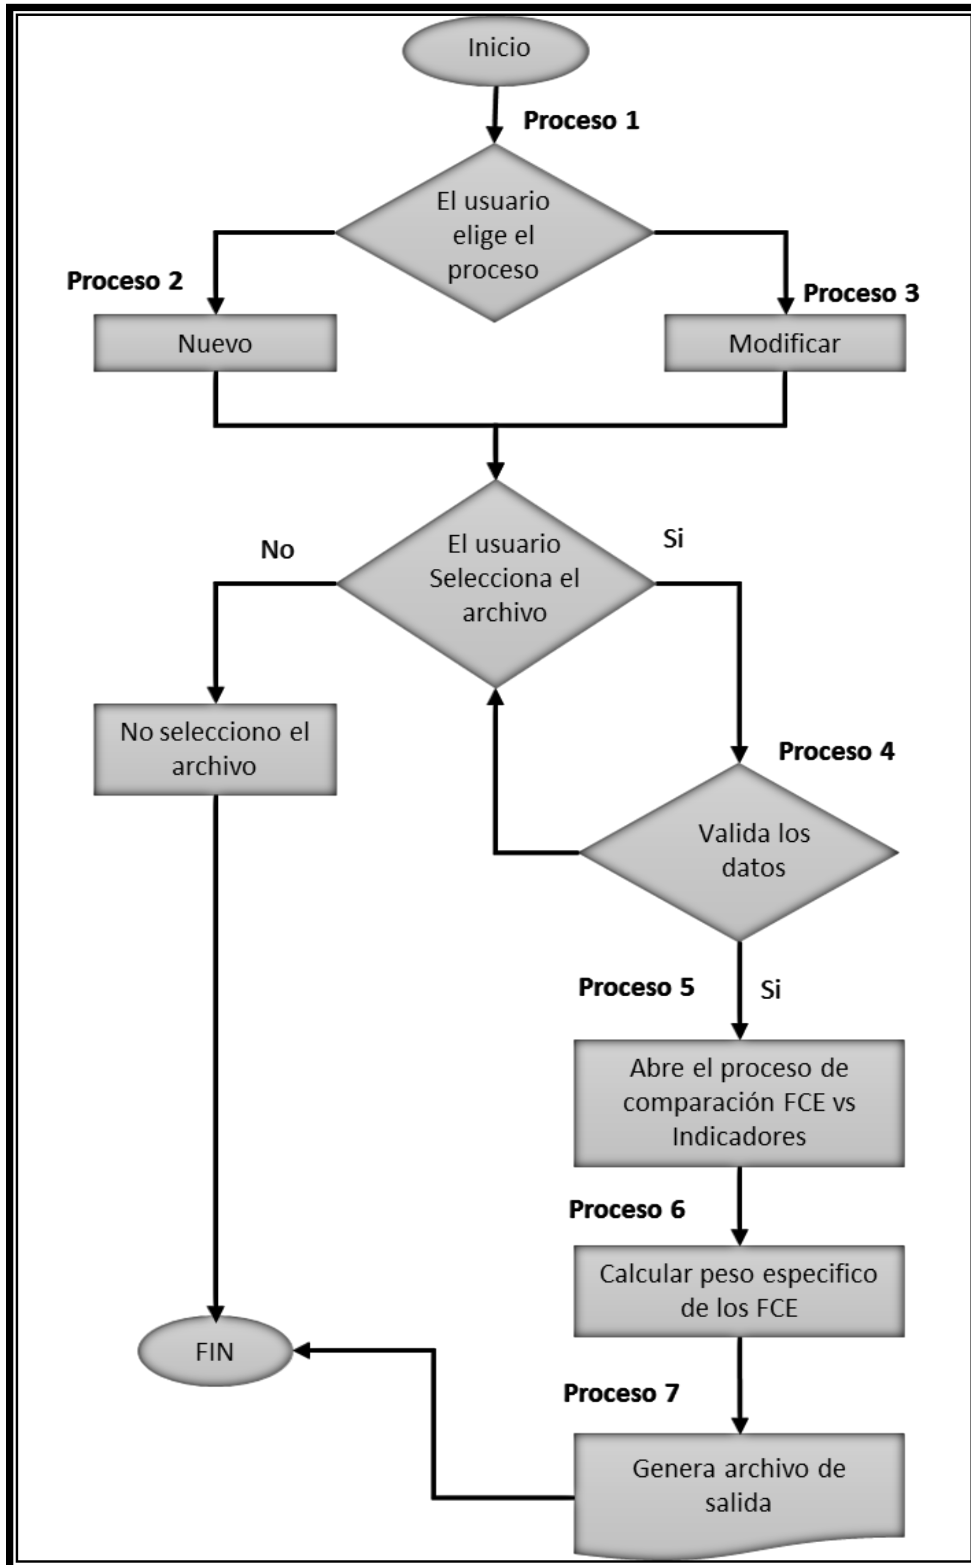 Inicio
Proceso 1
El usuario
elige el
proceso
Proceso 2
Proceso 3
Nuevo
Modificar
No
El usuario
Selecciona el
archivo
Si
No selecciono el
archivo
Proceso 4
Valida los
datos
Proceso 5
Si
Abre el proceso de
comparación FCE vs
Indicadores
Proceso 6
Calcular peso especifico
de los FCE
FIN
Proceso 7
Genera archivo de
salida